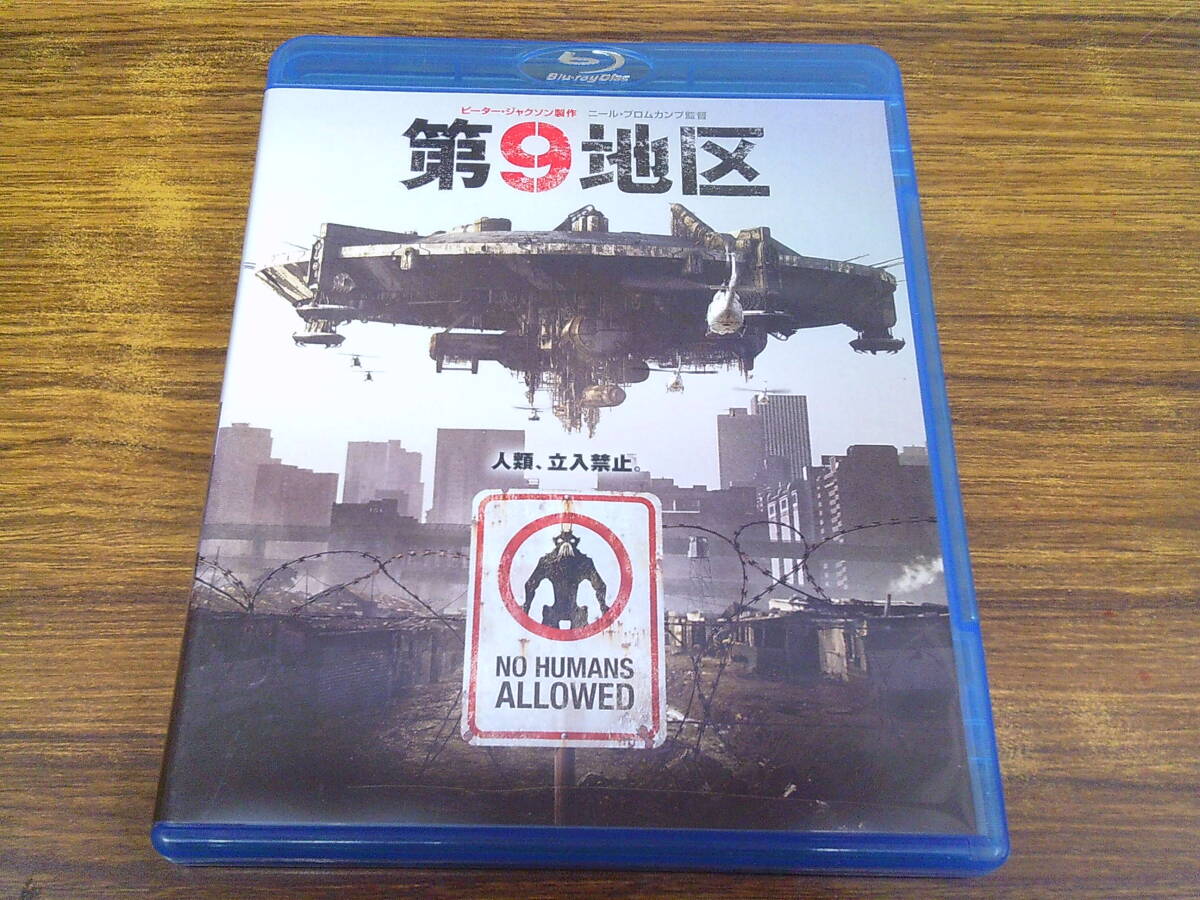 Blu-ray Disc
ピーター・ジャクソン製作 ニール・ブロムカンプ監督
第9地区
人類、立入禁止。
NO HUMANS
ALLOWED